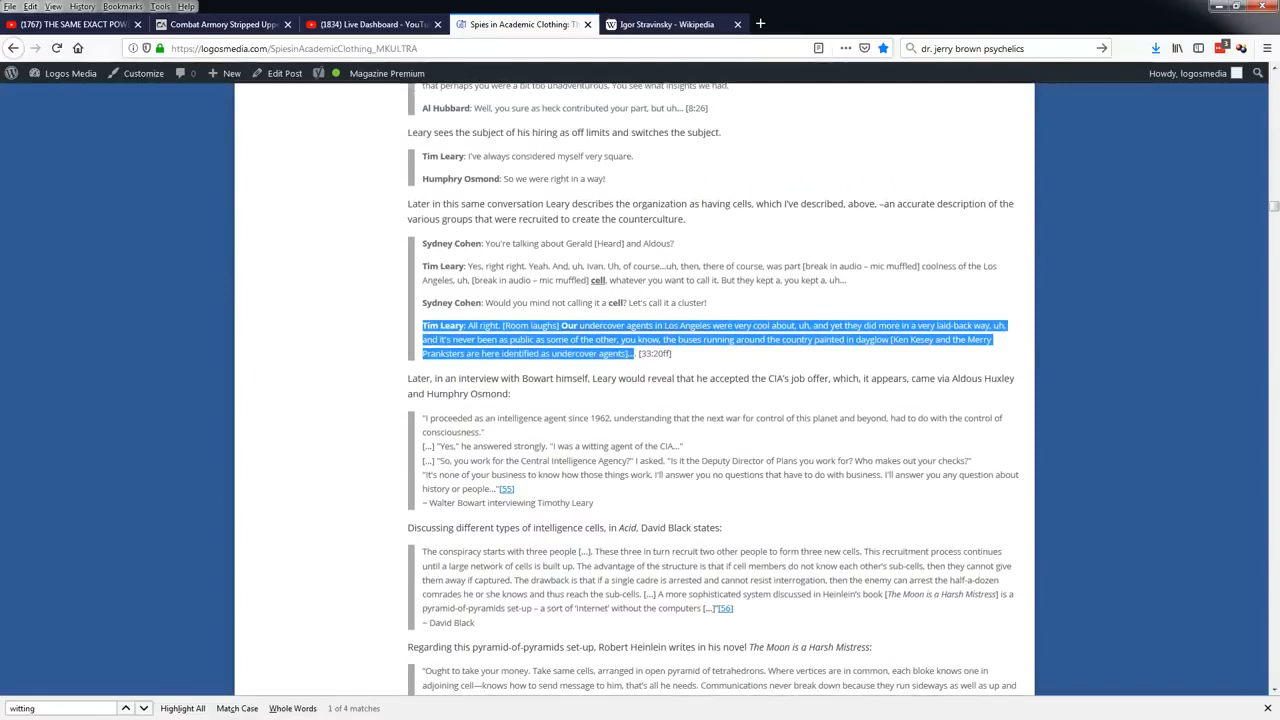 File Edit View History Bookmarks Tools Help
(1767) THE SAME EXACT POW
Combat Armory Stripped Uppe
(1834) Live Dashboard - YouTu
Spies in Academic Clothing: Th
Igor Stravinsky - Wikipedia
https://logosmedia.com/SpiesinAcademicClothing_MKULTRA
dr. jerry brown psychelics
Logos Media Customize 0 New Edit Post Magazine Premium Howdy, logosmedia
that perhaps you were a bit too unadventurous. You see what insights we had.
Al Hubbard: Well, you sure as heck contributed your part, but uh... [8:26]
Leary sees the subject of his hiring as off limits and switches the subject.
Tim Leary: I've always considered myself very square.
Humphry Osmond: So we were right in a way!
Later in this same conversation Leary describes the organization as having cells, which I've described, above, –an accurate description of the
various groups that were recruited to create the counterculture.
Sydney Cohen: You're talking about Gerald [Heard] and Aldous?
Tim Leary: Yes, right right. Yeah. And, uh, Ivan. Uh, of course...uh, then, there of course, was part [break in audio – mic muffled] coolness of the Los
Angeles, uh, [break in audio – mic muffled] cell, whatever you want to call it. But they kept a, you kept a, uh...
Sydney Cohen: Would you mind not calling it a cell? Let's call it a cluster!
Tim Leary: All right. [Room laughs] Our undercover agents in Los Angeles were very cool about, uh, and yet they did more in a very laid-back way, uh,
and it's never been as public as some of the other, you know, the buses running around the country painted in dayglow [Ken Kesey and the Merry
Pranksters are here identified as undercover agents]... [33:20ff]
Later, in an interview with Bowart himself, Leary would reveal that he accepted the CIA's job offer, which, it appears, came via Aldous Huxley
and Humphry Osmond:
"I proceeded as an intelligence agent since 1962, understanding that the next war for control of this planet and beyond, had to do with the control of
consciousness."
[...] "Yes," he answered strongly. "I was a witting agent of the CIA..."
[...] "So, you work for the Central Intelligence Agency?" I asked. "Is it the Deputy Director of Plans you work for? Who makes out your checks?"
"It's none of your business to know how those things work. I'll answer you no questions that have to do with business. I'll answer you any question about
history or people..."[55]
~ Walter Bowart interviewing Timothy Leary
Discussing different types of intelligence cells, in Acid, David Black states:
The conspiracy starts with three people [...]. These three in turn recruit two other people to form three new cells. This recruitment process continues
until a large network of cells is built up. The advantage of the structure is that if cell members do not know each other's sub-cells, then they cannot give
them away if captured. The drawback is that if a single cadre is arrested and cannot resist interrogation, then the enemy can arrest the half-a-dozen
comrades he or she knows and thus reach the sub-cells. [...] A more sophisticated system discussed in Heinlein's book [The Moon is a Harsh Mistress] is a
pyramid-of-pyramids set-up – a sort of 'Internet' without the computers [...]"[56]
~ David Black
Regarding this pyramid-of-pyramids set-up, Robert Heinlein writes in his novel The Moon is a Harsh Mistress:
"Ought to take your money. Take same cells, arranged in open pyramid of tetrahedrons. Where vertices are in common, each bloke knows one in
adjoining cell—knows how to send message to him, that's all he needs. Communications never break down because they run sideways as well as up and
witting Highlight All Match Case Whole Words 1 of 4 matches